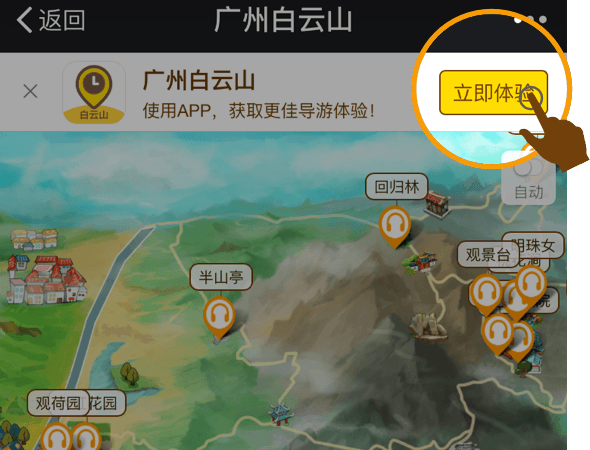 返回
广州白云山
广州白云山
使用APP，获取更佳导游体验！
白云山
立即体验
自动
回归林
明珠女
观景台
半山亭
观荷园
花园